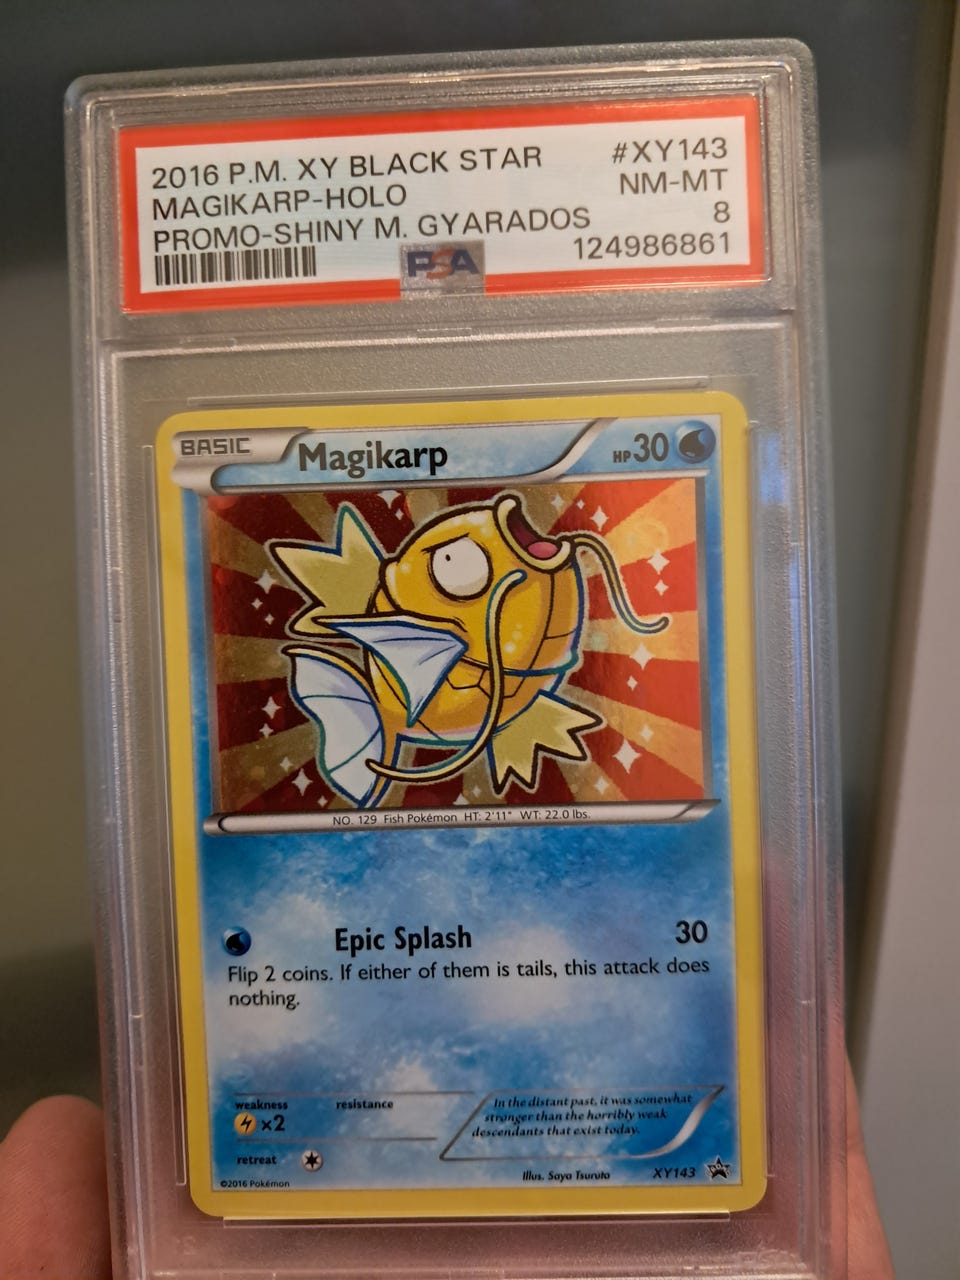 2016 P.M. XY BLACK STAR #XY143
MAGIKARP-HOLO NM-MT
PROMO-SHINY M. GYARADOS 8
PSA 124986861
BASIC Magikarp HP30
NO. 129 Fish Pokémon HT: 2'11" WT: 22.0 lbs.
Epic Splash 30
Flip 2 coins. If either of them is tails, this attack does
nothing.
weakness resistance
×2
retreat
In the distant past, it was somewhat
stronger than the horribly weak
descendants that exist today.
Illus. Saya Tsuruta XY143
©2016 Pokémon